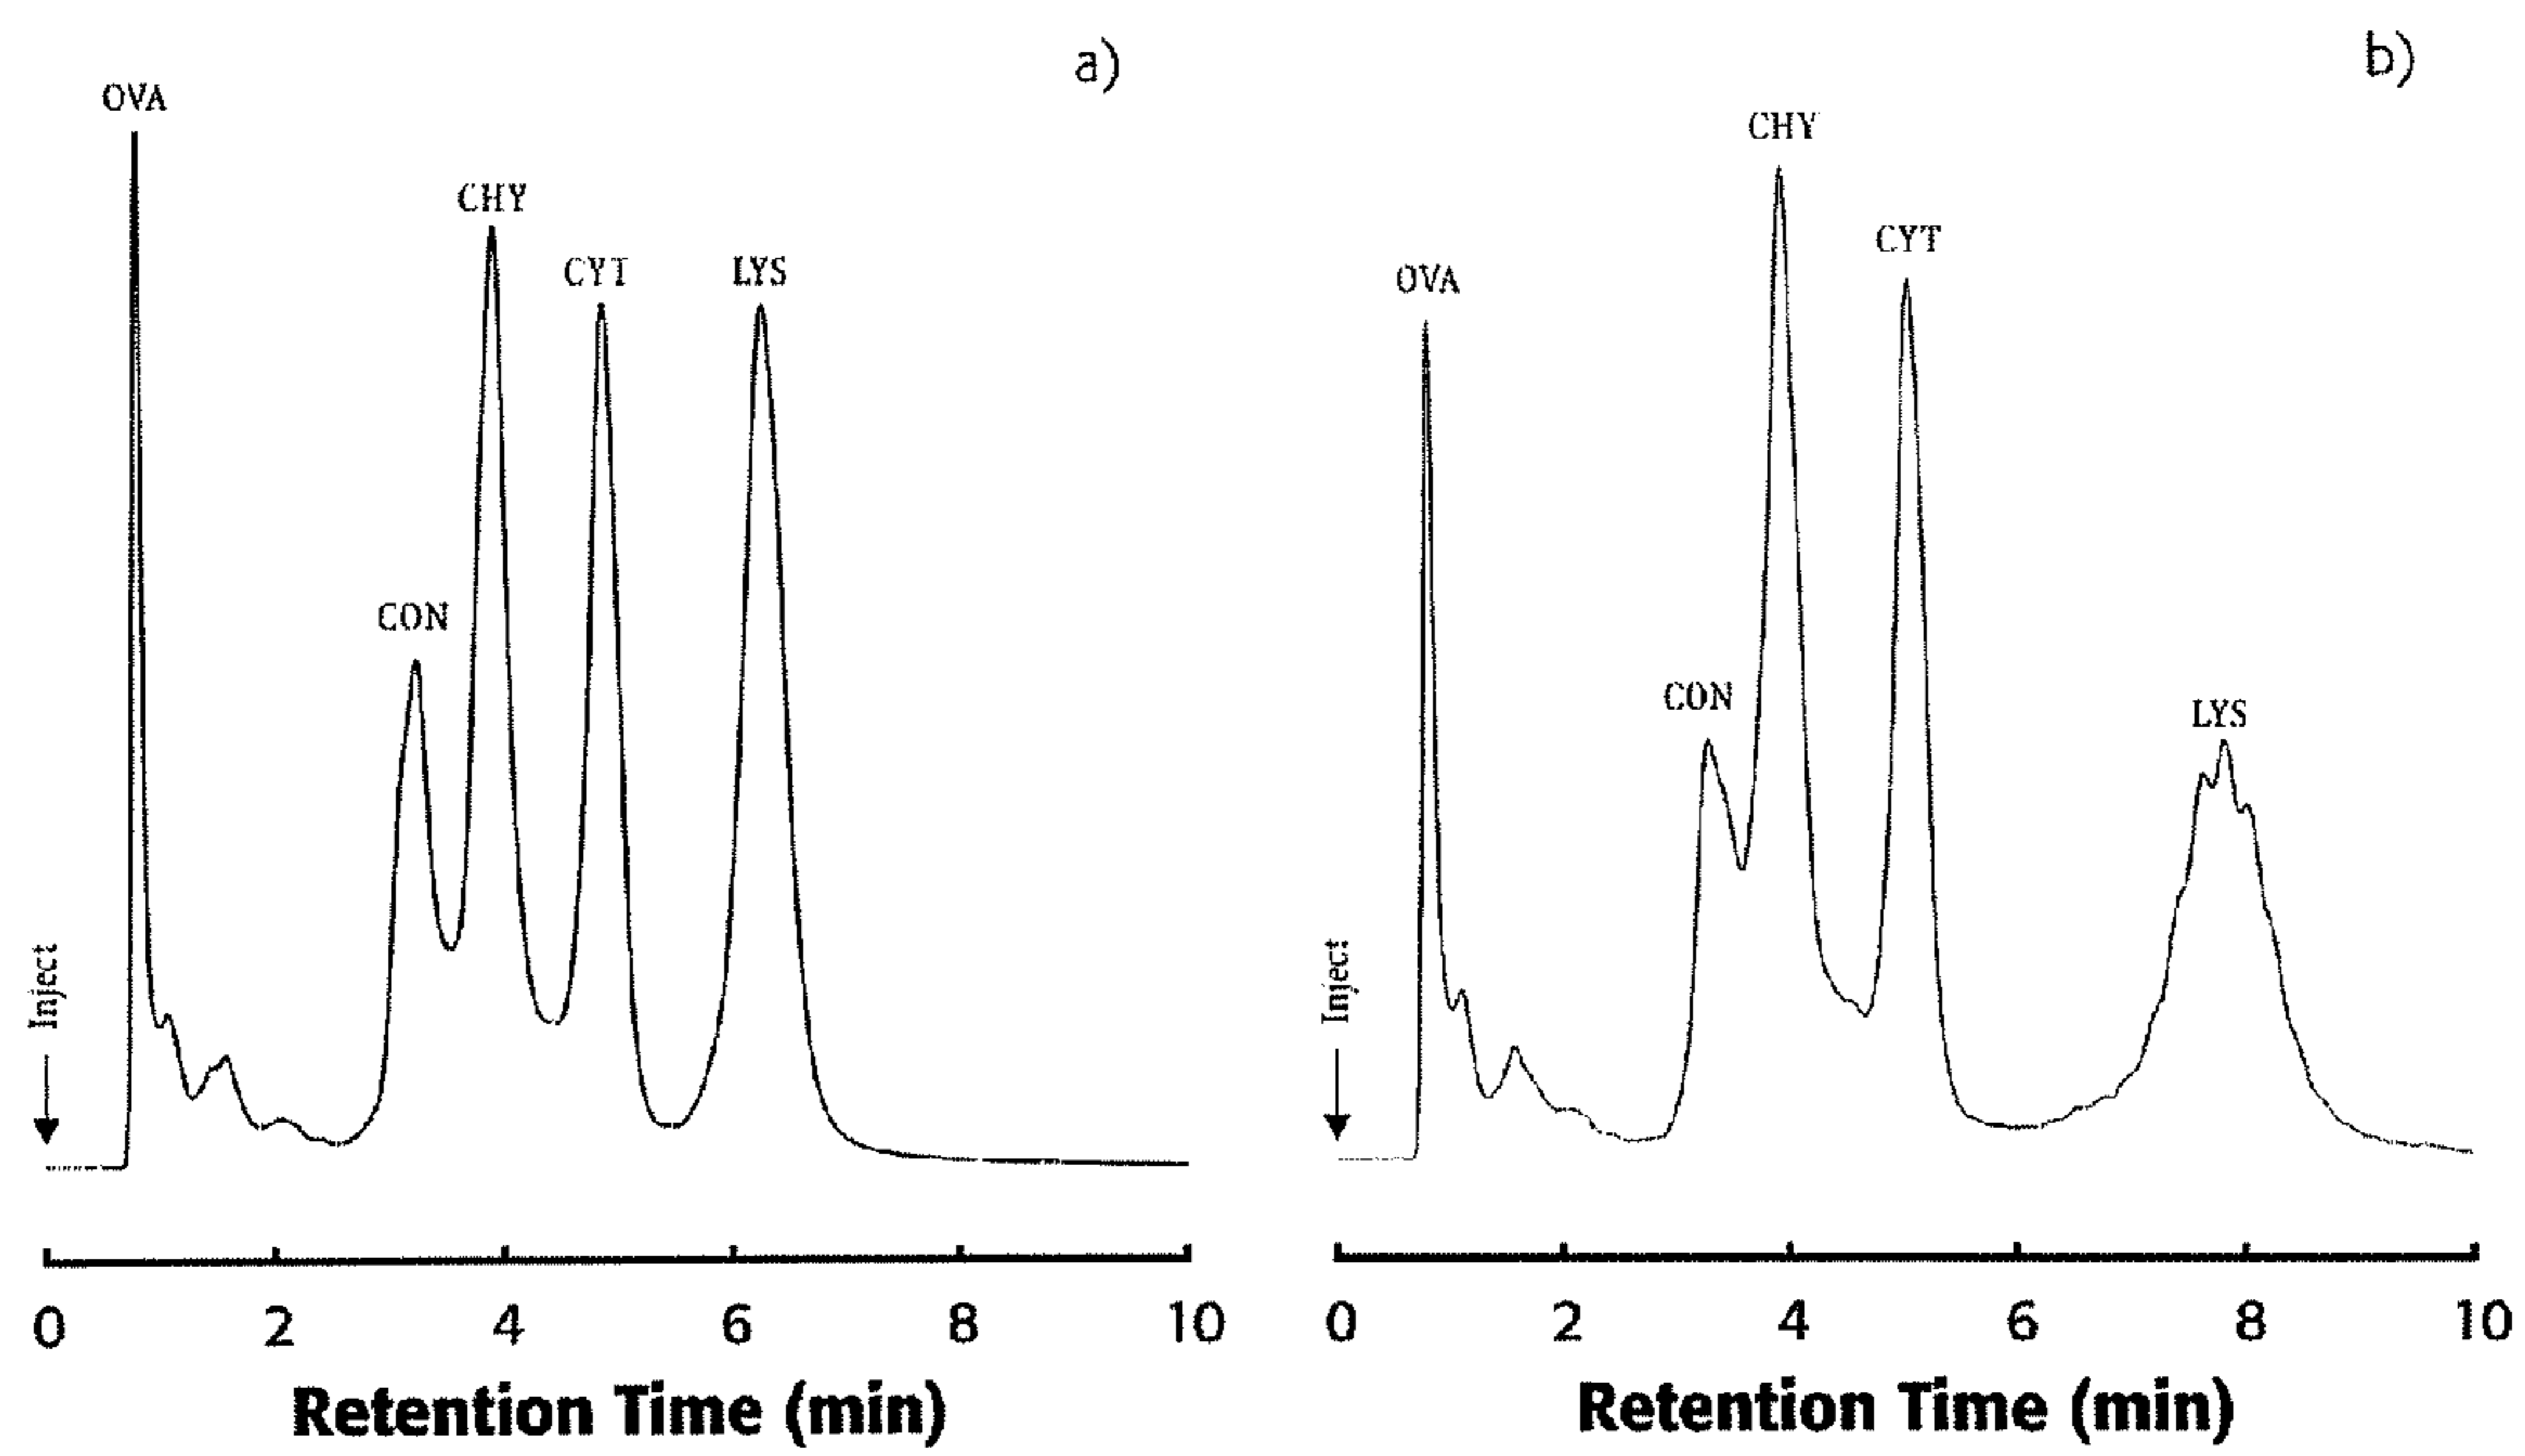 a)
OVA
CHY
CYT
LYS
CON
Inject
0 2 4 6 8 10
Retention Time (min)
b)
CHY
CYT
OVA
CON
LYS
Inject
0 2 4 6 8 10
Retention Time (min)